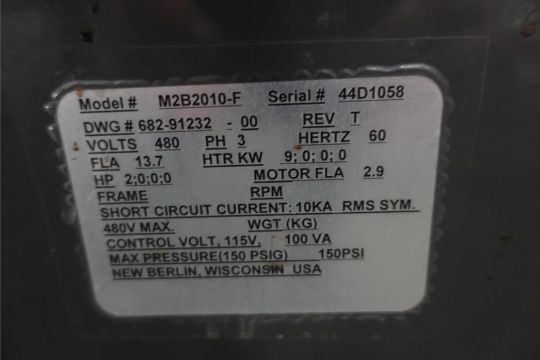 Model # M2B2010-F Serial # 44D1058
DWG # 682-91232 - 00 REV T
VOLTS 480 PH 3 HERTZ 60
FLA 13.7 HTR KW 9; 0; 0; 0
HP 2;0;0;0 MOTOR FLA 2.9
FRAME RPM
SHORT CIRCUIT CURRENT: 10KA RMS SYM.
480V MAX. WGT (KG)
CONTROL VOLT, 115V, 100 VA
MAX PRESSURE(150 PSIG) 150PSI
NEW BERLIN, WISCONSIN USA